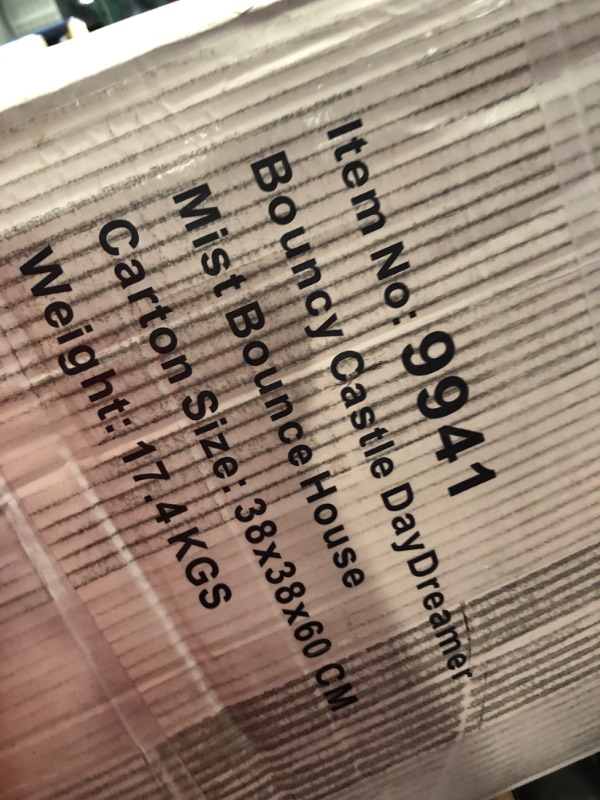 Item No: 9941
Bouncy Castle DayDreamer
Mist Bounce House
Carton Size: 38x38x60 CM
Weight: 17.4 KGS